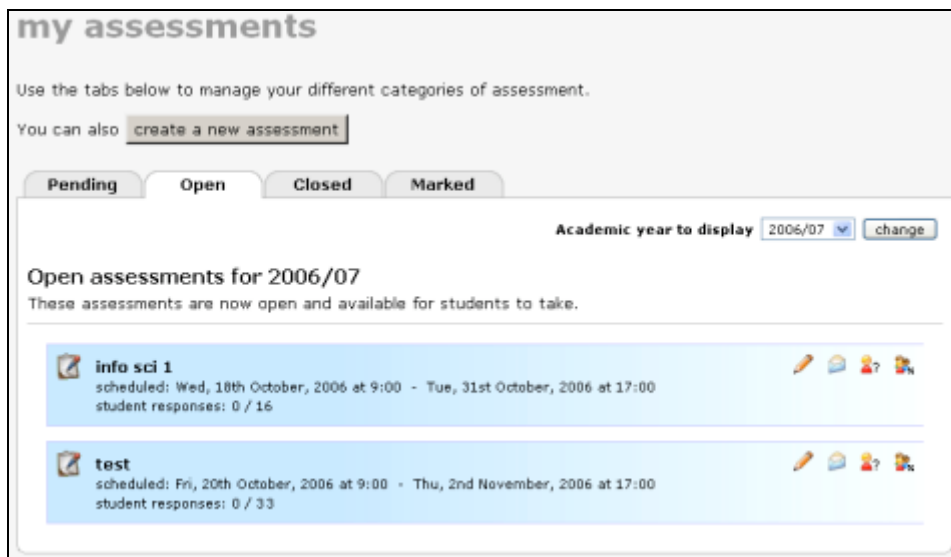 my assessments
Use the tabs below to manage your different categories of assessment.
You can also create a new assessment
Pending Open Closed Marked
Academic year to display 2006/07 change
Open assessments for 2006/07
These assessments are now open and available for students to take.
info sci 1
scheduled: Wed, 18th October, 2006 at 9:00 - Tue, 31st October, 2006 at 17:00
student responses: 0 / 16
test
scheduled: Fri, 20th October, 2006 at 9:00 - Thu, 2nd November, 2006 at 17:00
student responses: 0 / 33